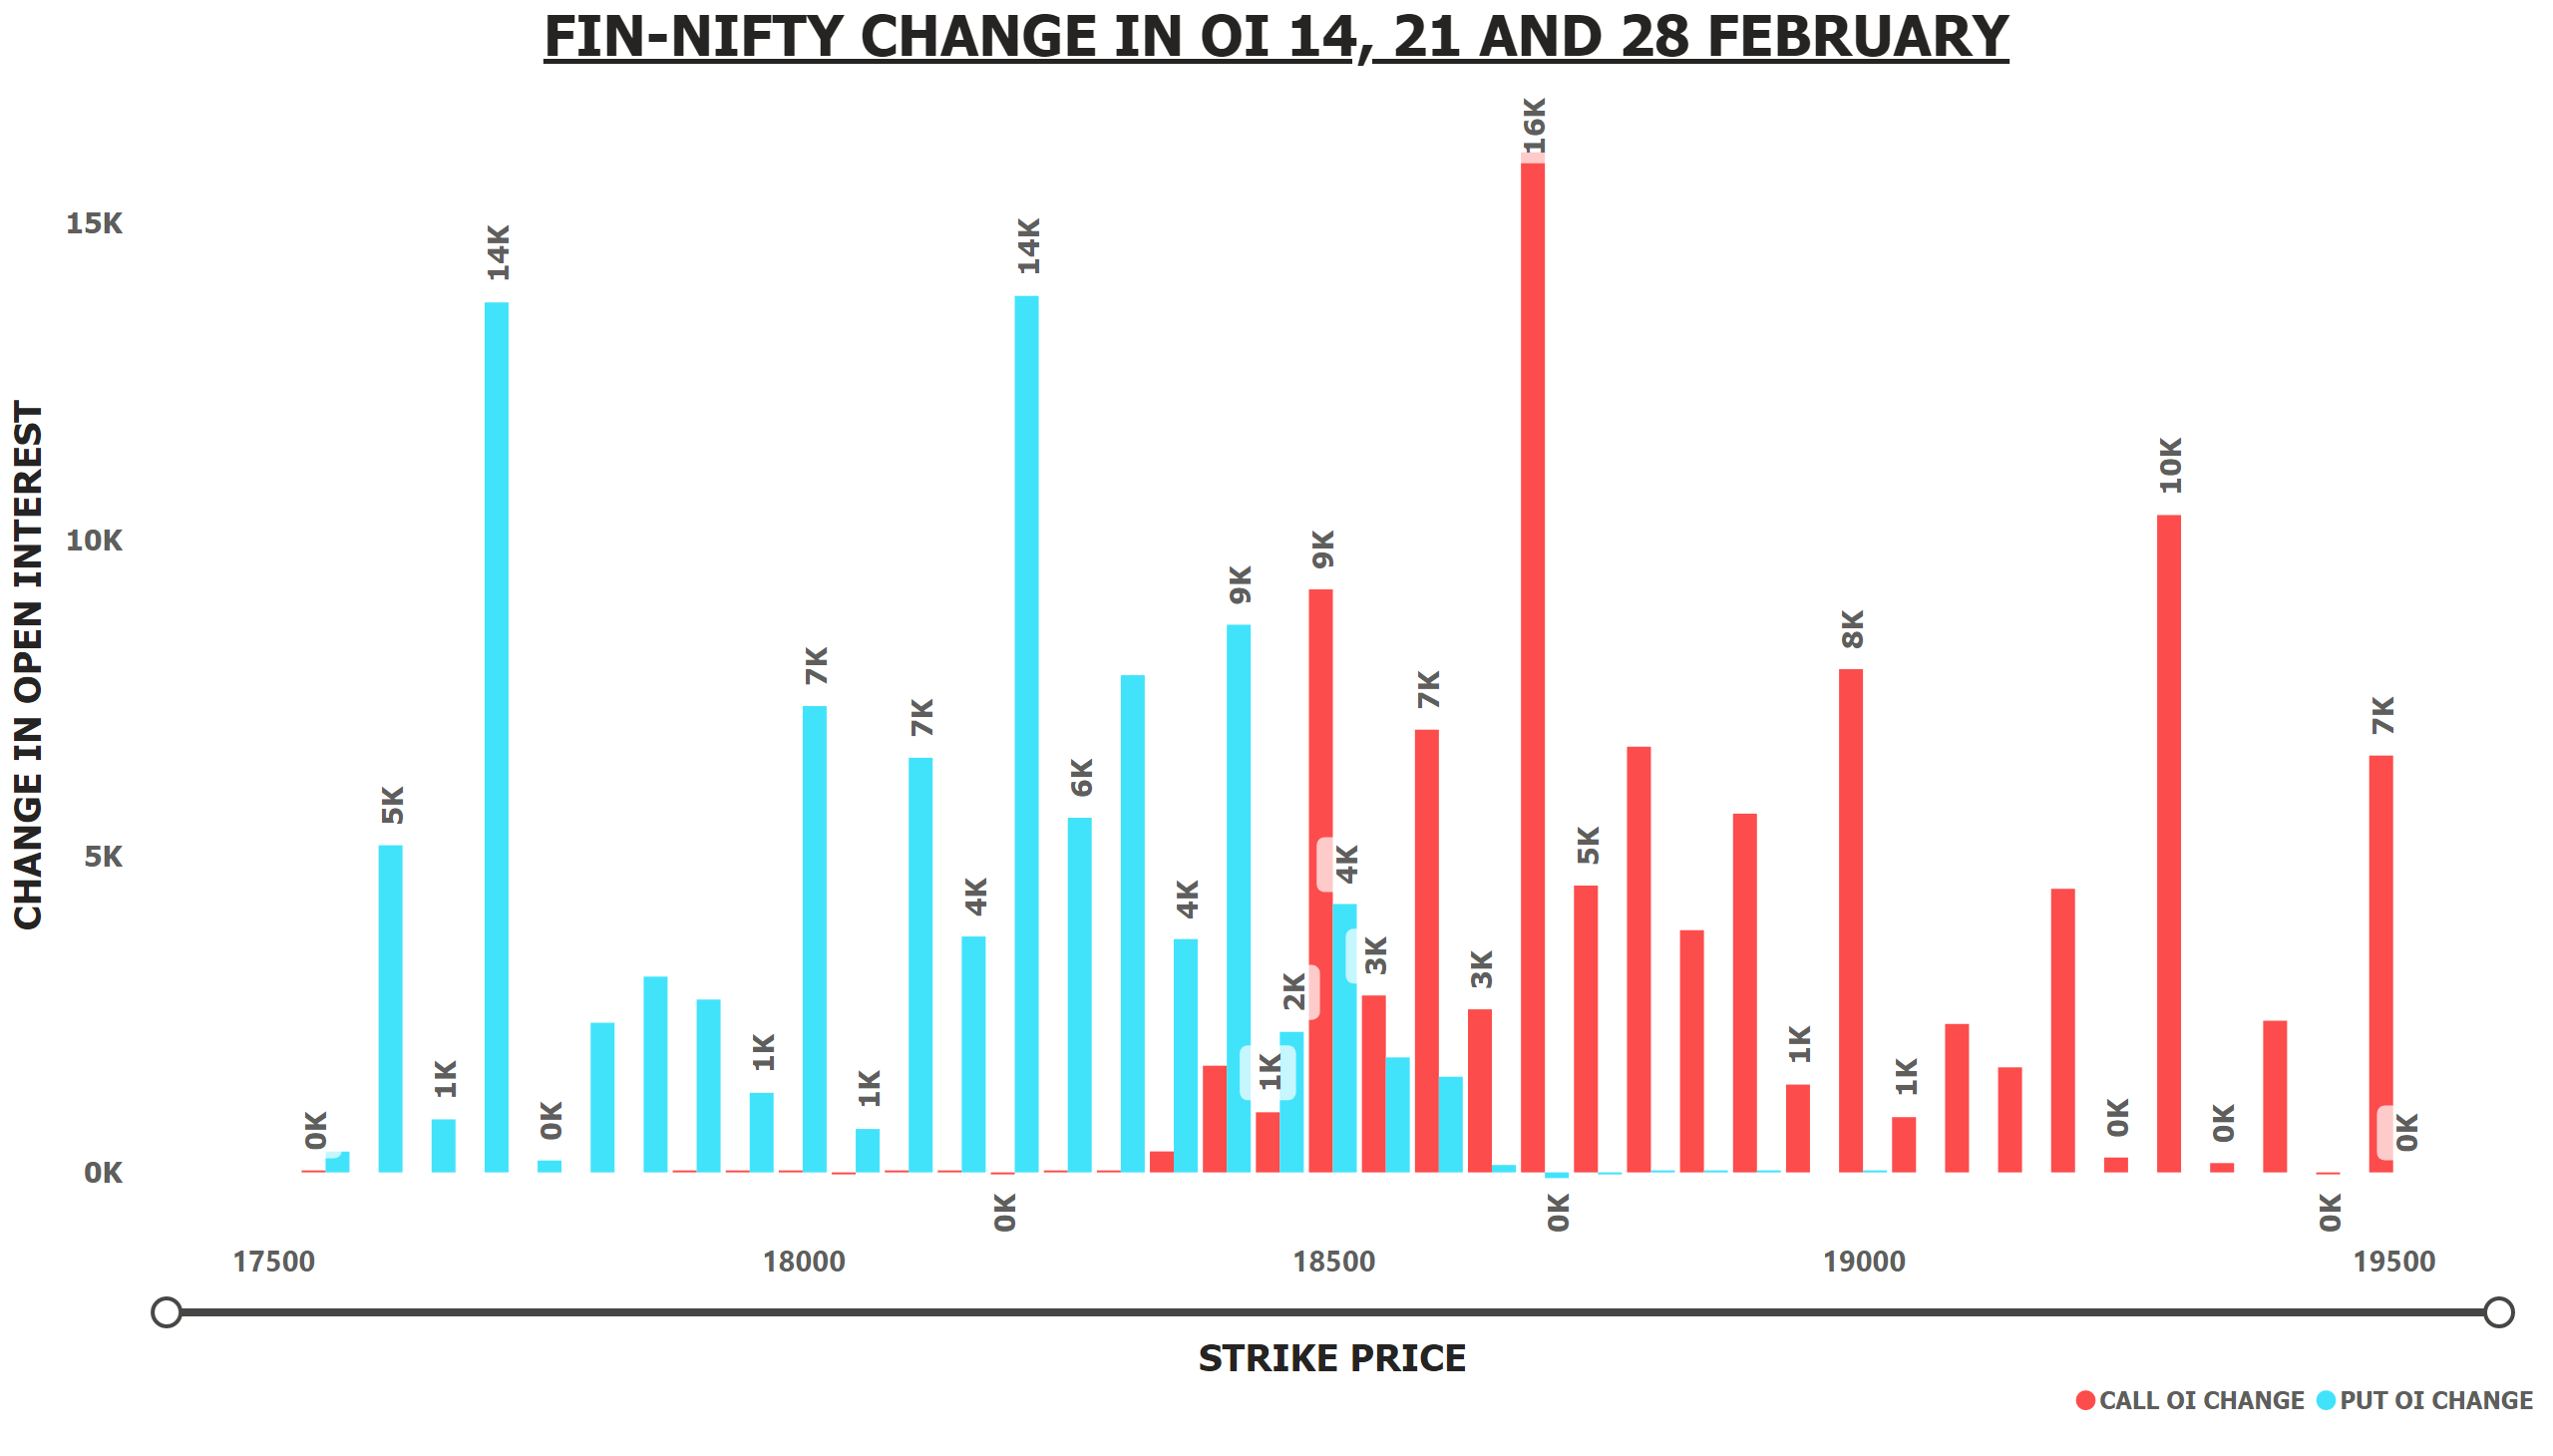 FIN-NIFTY CHANGE IN OI 14, 21 AND 28 FEBRUARY
CHANGE IN OPEN INTEREST
15K
10K
5K
0K
0K
5K
1K
14K
0K
1K
7K
1K
7K
4K
0K
14K
6K
4K
9K
1K
2K
9K
4K
3K
7K
3K
16K
0K
5K
1K
8K
1K
0K
10K
0K
0K
7K
0K
17500 18000 18500 19000 19500
STRIKE PRICE
CALL OI CHANGE PUT OI CHANGE